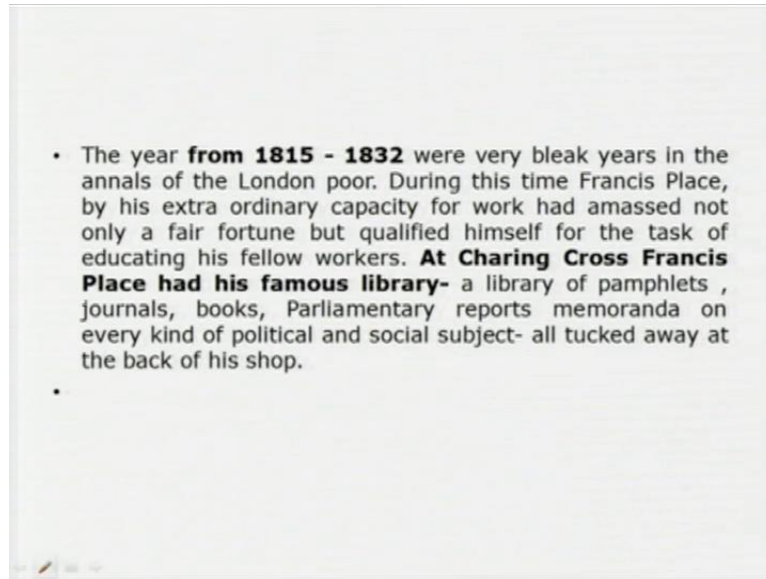 • The year from 1815 - 1832 were very bleak years in the
annals of the London poor. During this time Francis Place,
by his extra ordinary capacity for work had amassed not
only a fair fortune but qualified himself for the task of
educating his fellow workers. At Charing Cross Francis
Place had his famous library- a library of pamphlets ,
journals, books, Parliamentary reports memoranda on
every kind of political and social subject- all tucked away at
the back of his shop.
•